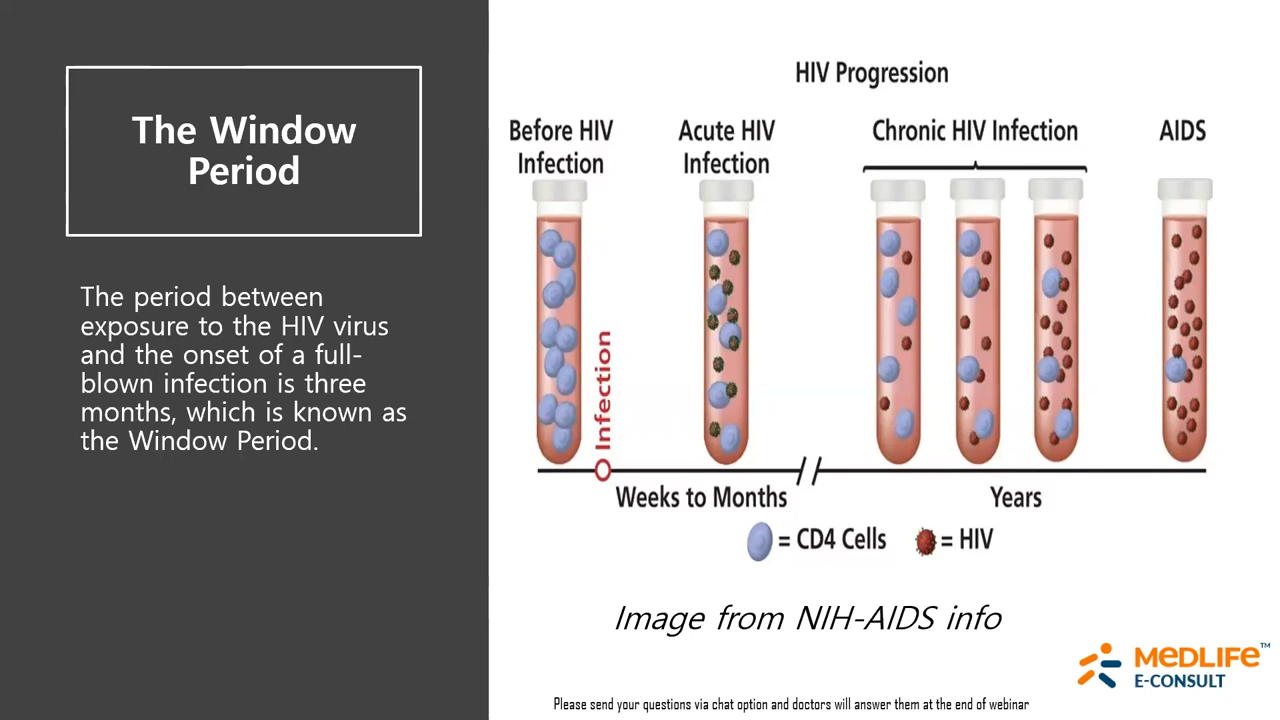 The Window
Period
The period between
exposure to the HIV virus
and the onset of a full-
blown infection is three
months, which is known as
the Window Period.
HIV Progression
Before HIV
Infection
Acute HIV
Infection
Chronic HIV Infection
AIDS
Infection
Weeks to Months
Years
= CD4 Cells
= HIV
Image from NIH-AIDS info
MEDLIFE™
E-CONSULT
Please send your questions via chat option and doctors will answer them at the end of webinar